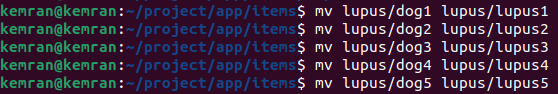 kemran@kemran:~/project/app/items$ mv lupus/dog1 lupus/lupus1
kemran@kemran:~/project/app/items$ mv lupus/dog2 lupus/lupus2
kemran@kemran:~/project/app/items$ mv lupus/dog3 lupus/lupus3
kemran@kemran:~/project/app/items$ mv lupus/dog4 lupus/lupus4
kemran@kemran:~/project/app/items$ mv lupus/dog5 lupus/lupus5